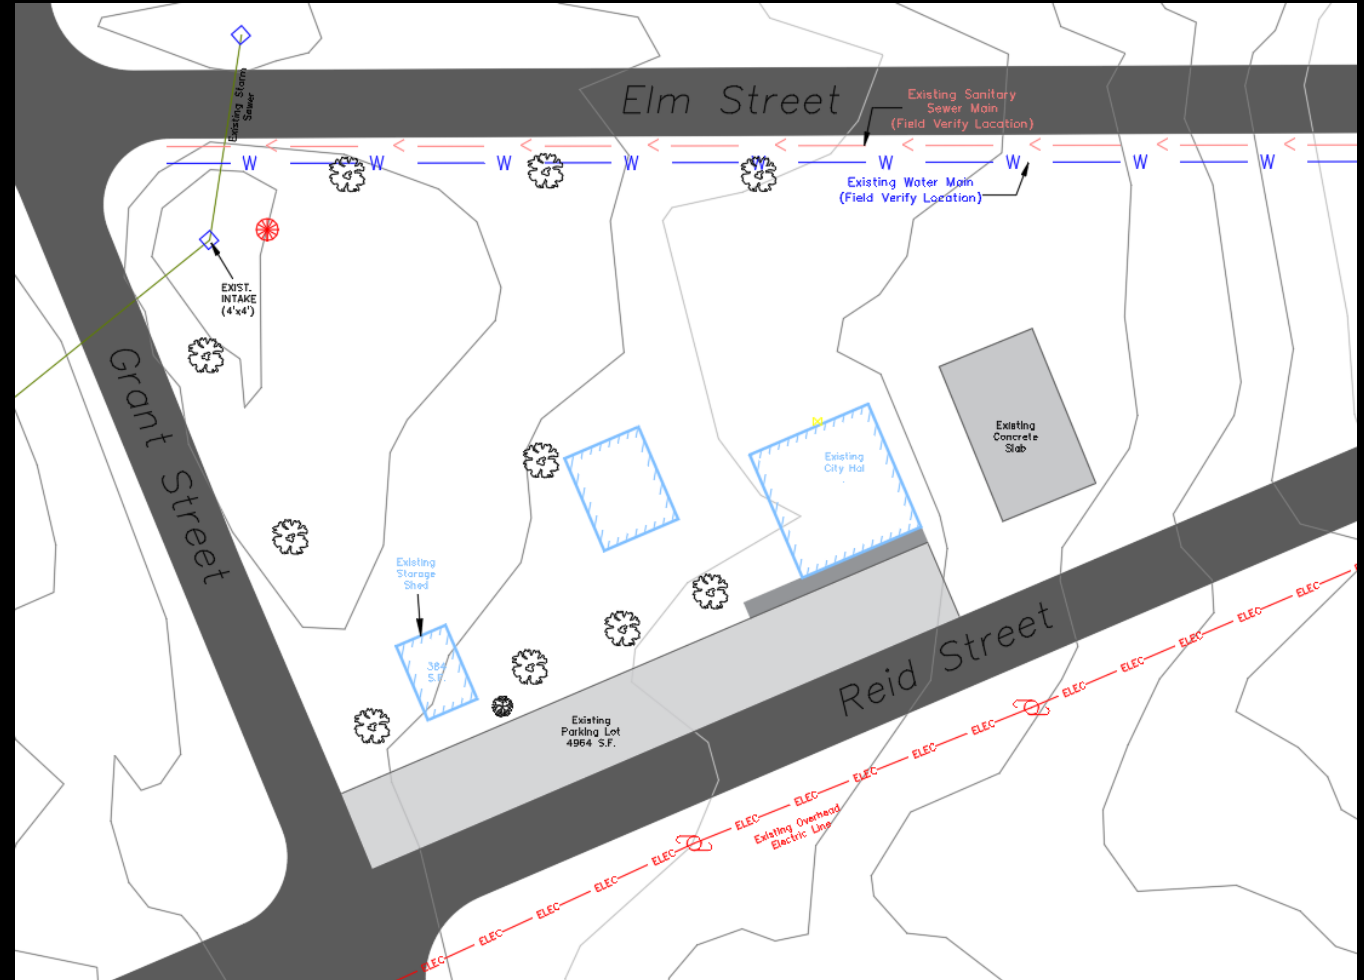 Existing Storm
Sewer
Elm Street
Existing Sanitary
Sewer Main
(Field Verify Location)
W W W W W W W W W
Existing Water Main
(Field Verify Location)
EXIST.
INTAKE
(4'x4')
Grant Street
Existing
Concrete
Slab
Existing
City Hal
Existing
Storage
Shed
384
S.F.
Existing
Parking Lot
4964 S.F.
Reid Street
ELEC ELEC ELEC ELEC ELEC ELEC ELEC ELEC ELEC ELEC ELEC ELEC ELEC ELEC ELEC
Existing Overhead
Electric Line